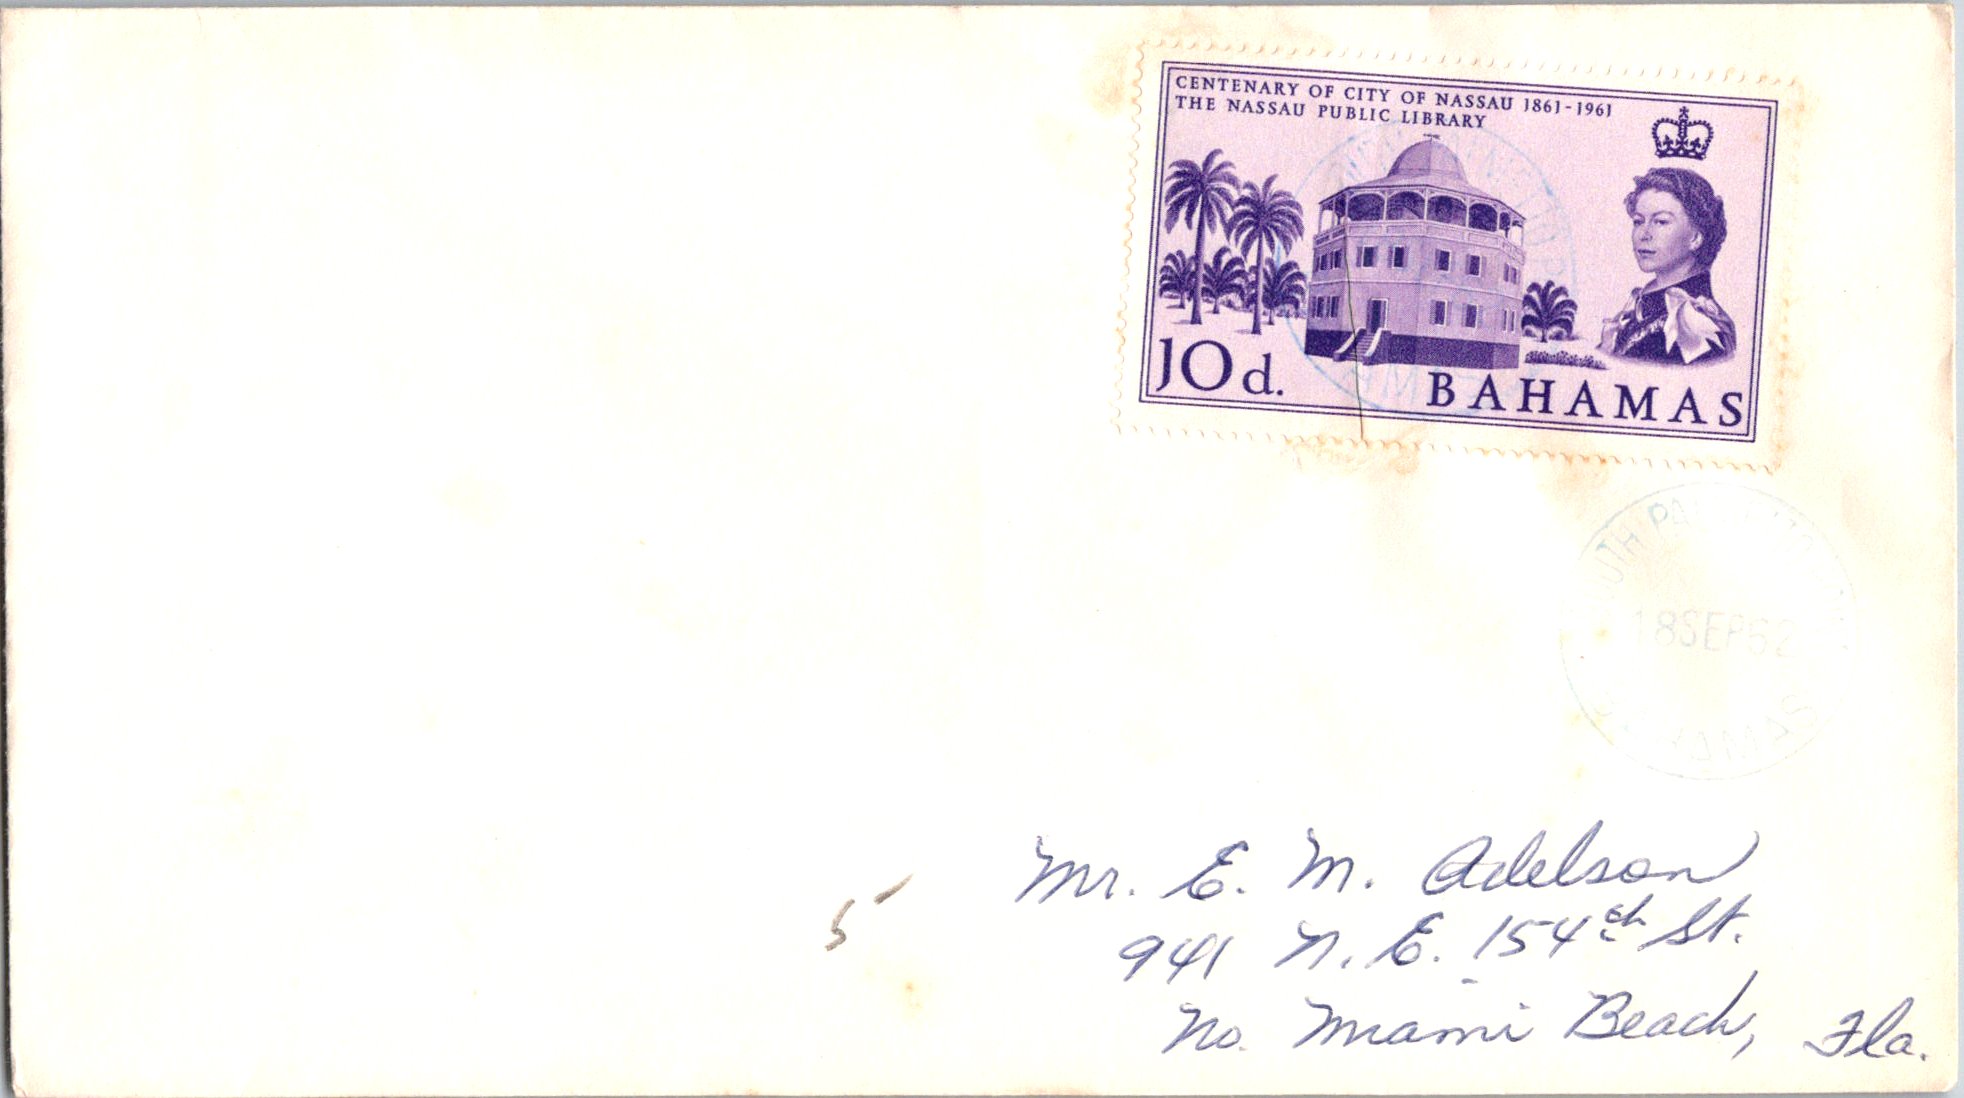 CENTENARY OF CITY OF NASSAU 1861-1961
THE NASSAU PUBLIC LIBRARY
10d.
BAHAMAS
18SEP62
Mr. E. M. Adelson
941 N. E. 154th St.
No. Miami Beach, Fla.
5